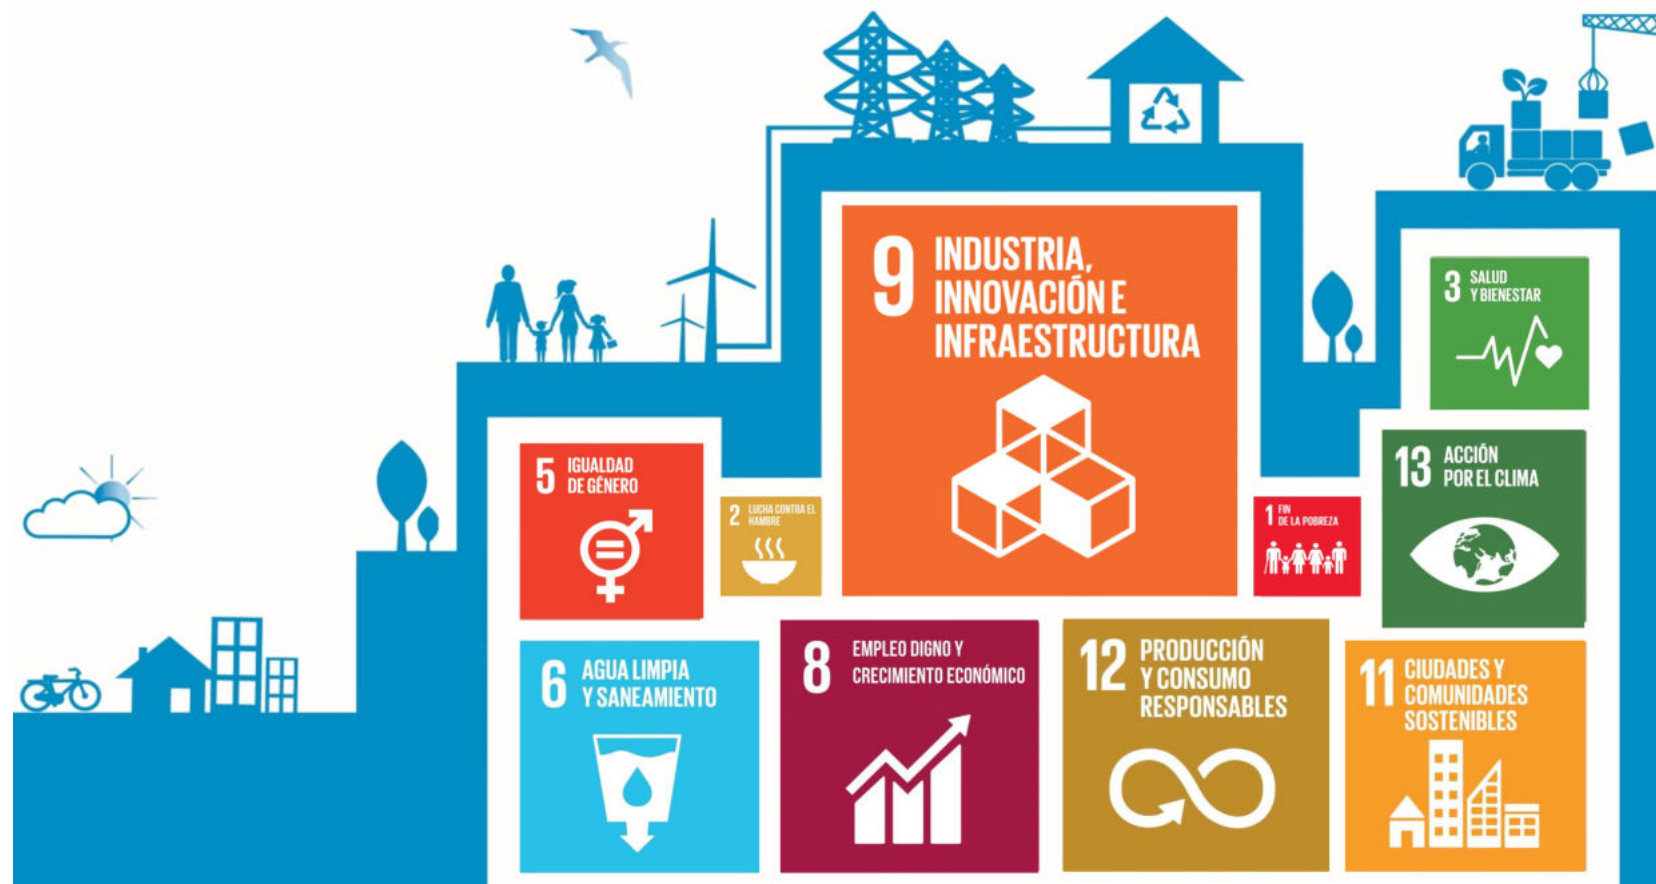 9 INDUSTRIA,
INNOVACIÓN E
INFRAESTRUCTURA
3 SALUD
Y BIENESTAR
5 IGUALDAD
DE GÉNERO
2 LUCHA CONTRA EL
HAMBRE
1 FIN
DE LA POBREZA
13 ACCIÓN
POR EL CLIMA
6 AGUA LIMPIA
Y SANEAMIENTO
8 EMPLEO DIGNO Y
CRECIMIENTO ECONÓMICO
12 PRODUCCIÓN
Y CONSUMO
RESPONSABLES
11 CIUDADES Y
COMUNIDADES
SOSTENIBLES